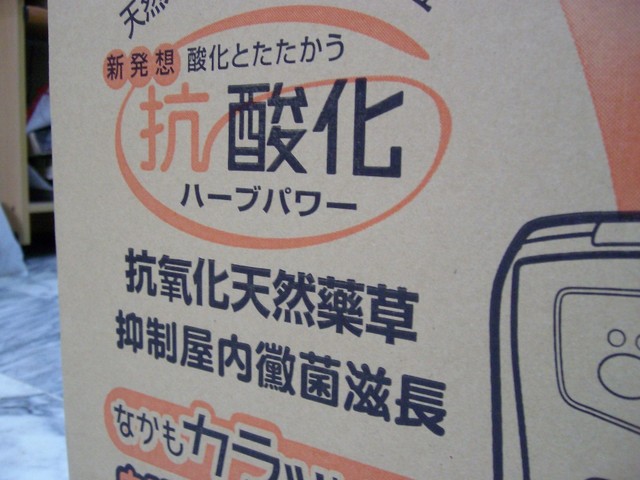 天然
新発想 酸化とたたかう
抗酸化
ハーブパワー
抗氧化天然藥草
抑制屋內黴菌滋長
なかもカラッ